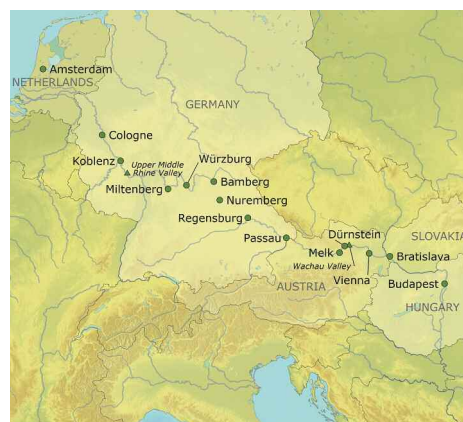 Amsterdam
NETHERLANDS
GERMANY
Cologne
Koblenz
Upper Middle
Rhine Valley
Würzburg
Miltenberg
Bamberg
Nuremberg
Regensburg
Passau
Dürnstein
SLOVAKIA
Melk
Bratislava
Wachau Valley
Vienna
AUSTRIA
Budapest
HUNGARY